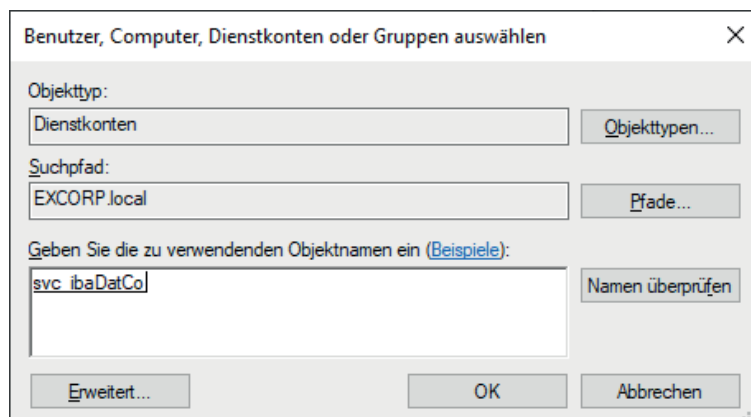 Benutzer, Computer, Dienstkonten oder Gruppen auswählen
Objekttyp:
Dienstkonten
Objekttypen...
Suchpfad:
EXCORP.local
Pfade...
Geben Sie die zu verwendenden Objektnamen ein (Beispiele):
svc_ibaDatCo
Namen überprüfen
Erweitert...
OK
Abbrechen